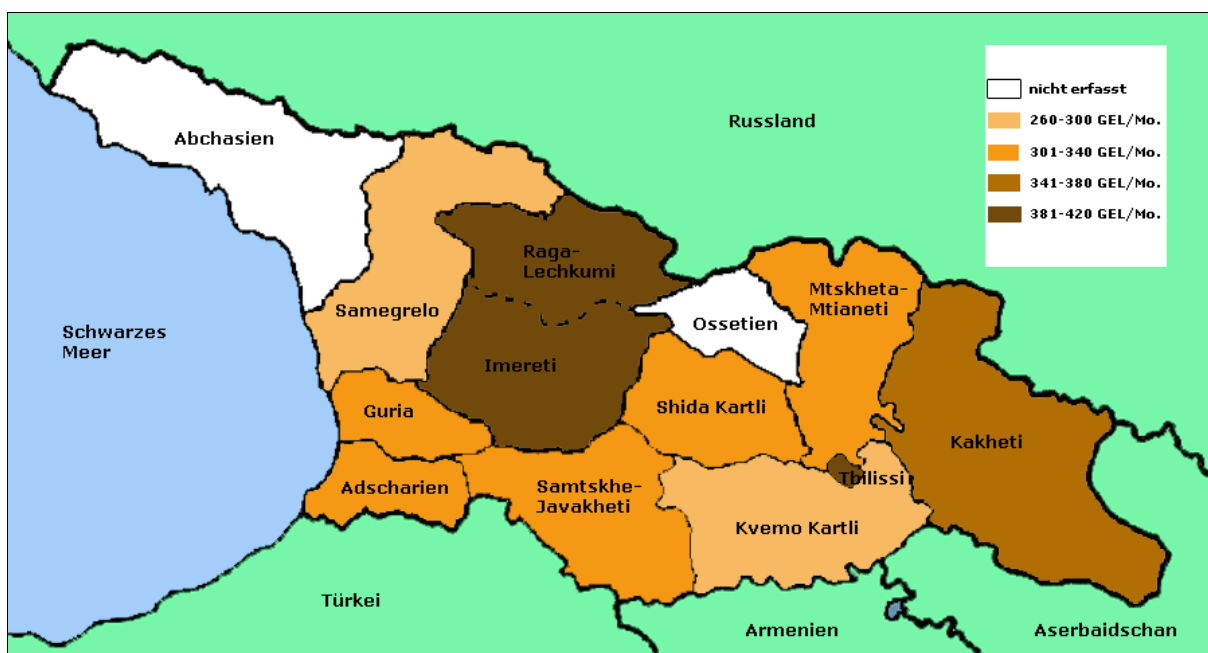 nicht erfasst
260-300 GEL/Mo.
301-340 GEL/Mo.
341-380 GEL/Mo.
381-420 GEL/Mo.
Russland
Abchasien
Raga-
Lechkumi
Mtskheta-
Mtianeti
Samegrelo
Ossetien
Schwarzes
Meer
Imereti
Guria
Shida Kartli
Kakheti
Tbilissi
Adscharien
Samtskhe-
Javakheti
Kvemo Kartli
Türkei
Armenien
Aserbaidschan